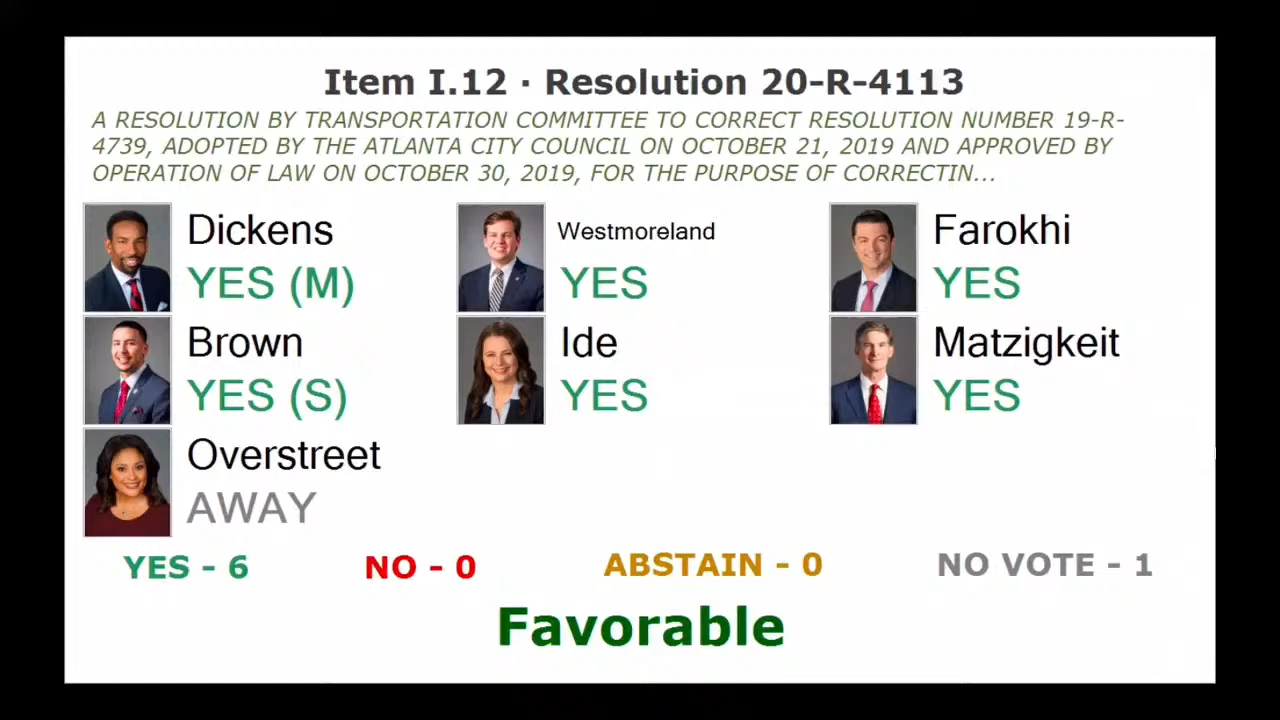 Item I.12 · Resolution 20-R-4113
A RESOLUTION BY TRANSPORTATION COMMITTEE TO CORRECT RESOLUTION NUMBER 19-R-
4739, ADOPTED BY THE ATLANTA CITY COUNCIL ON OCTOBER 21, 2019 AND APPROVED BY
OPERATION OF LAW ON OCTOBER 30, 2019, FOR THE PURPOSE OF CORRECTIN...
Dickens
YES (M)
Westmoreland
YES
Farokhi
YES
Brown
YES (S)
Ide
YES
Matzigkeit
YES
Overstreet
AWAY
YES - 6
NO - 0
ABSTAIN - 0
NO VOTE - 1
Favorable